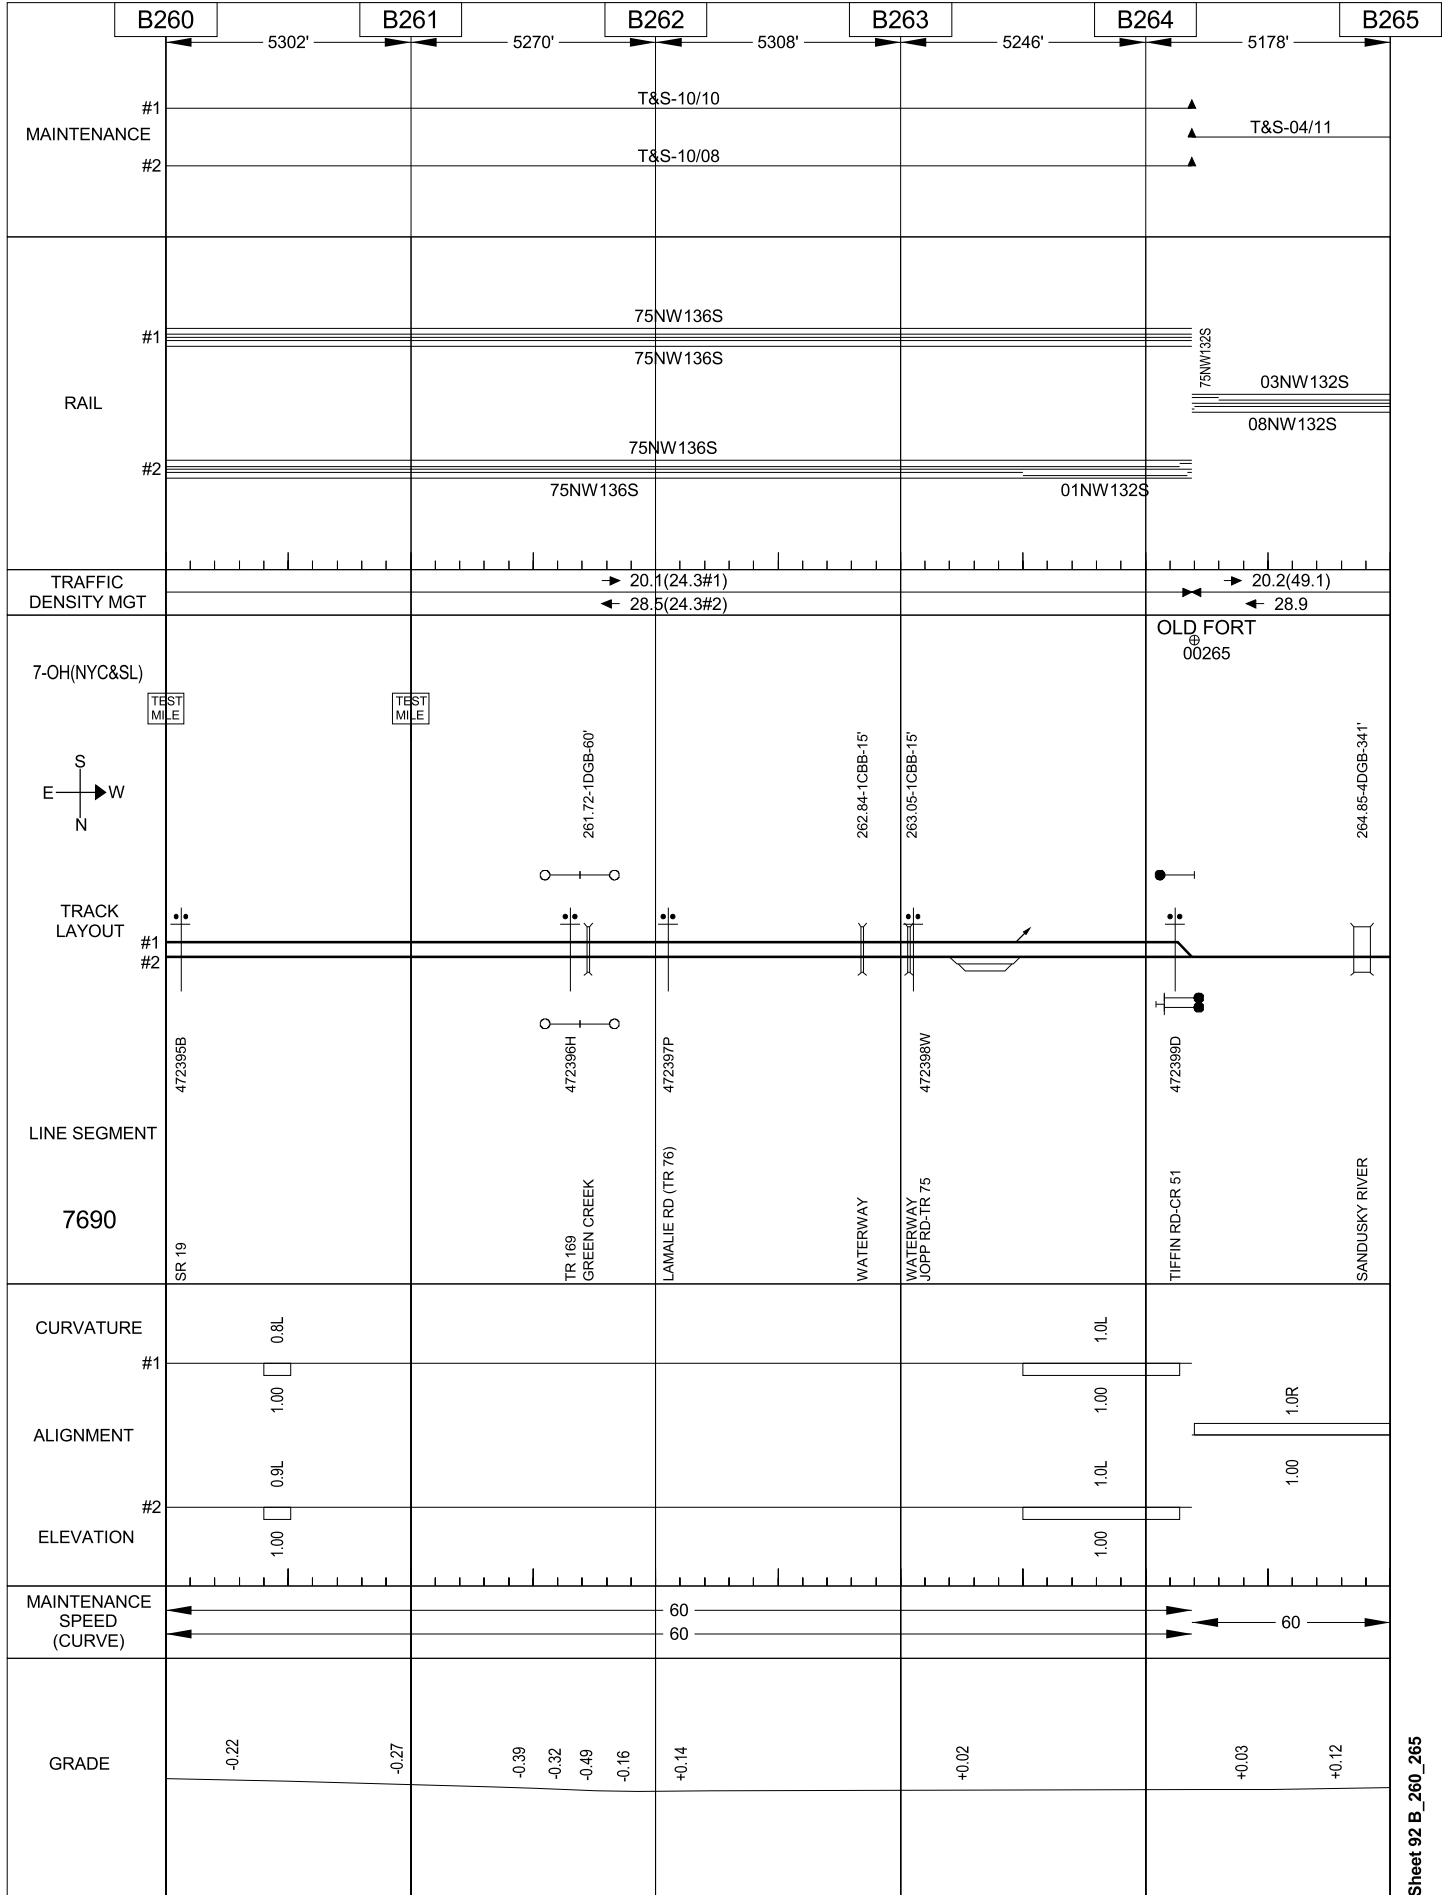 B260 B261 B262 B263 B264 B265
5302' 5270' 5308' 5246' 5178'
MAINTENANCE
#1
T&S-10/10
T&S-04/11
#2
T&S-10/08
RAIL
#1
75NW136S
75NW136S
75NW132S
03NW132S
08NW132S
#2
75NW136S
75NW136S
01NW132S
TRAFFIC
DENSITY MGT
20.1(24.3#1)
28.5(24.3#2)
20.2(49.1)
28.9
OLD FORT
00265
7-OH(NYC&SL)
TEST
MILE
TEST
MILE
S
E W
N
261.72-1DGB-60'
262.84-1CBB-15'
263.05-1CBB-15'
264.85-4DGB-341'
TRACK
LAYOUT
#1
#2
472395B
472396H
472397P
472398W
472399D
LINE SEGMENT
7690
SR 19
TR 169
GREEN CREEK
LAMALIE RD (TR 76)
WATERWAY
WATERWAY
JOPP RD-TR 75
TIFFIN RD-CR 51
SANDUSKY RIVER
CURVATURE
#1
0.8L
1.00
1.0L
1.00
ALIGNMENT
1.0R
1.00
#2
0.9L
1.00
1.0L
1.00
ELEVATION
MAINTENANCE
SPEED
(CURVE)
60
60
60
GRADE
-0.22
-0.27
-0.39
-0.32
-0.49
-0.16
+0.14
+0.02
+0.03
+0.12
Sheet 92 B_260_265